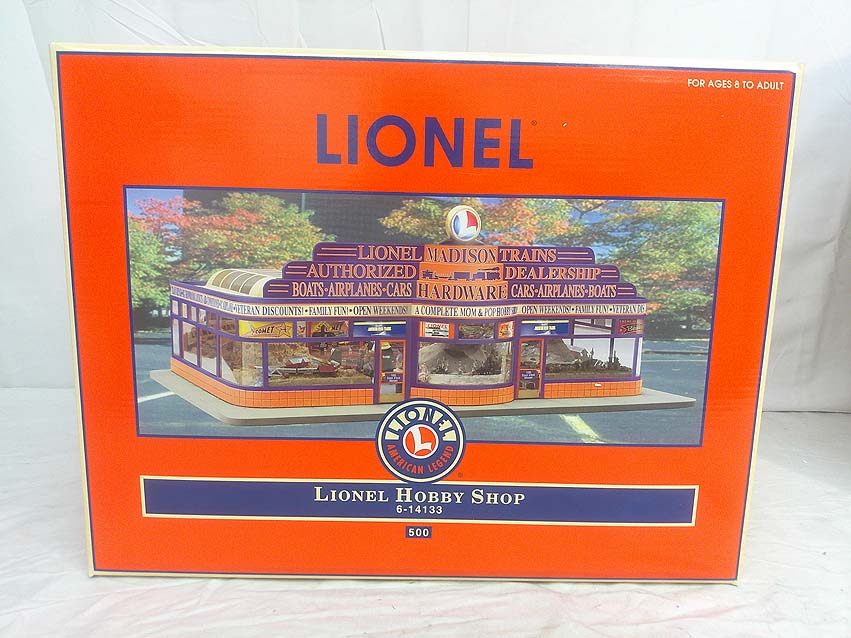 FOR AGES 8 TO ADULT
LIONEL
L
LIONEL MADISON TRAINS
AUTHORIZED DEALERSHIP
BOATS-AIRPLANES-CARS HARDWARE CARS-AIRPLANES-BOATS
VETERAN DISCOUNTS! • FAMILY FUN! • OPEN WEEKENDS! A COMPLETE MOM & POP OPEN WEEKENDS! • FAMILY FUN! • VETERAN
COMET
LIONEL
L
AMERICAN LEGEND
LIONEL HOBBY SHOP
6-14133
500